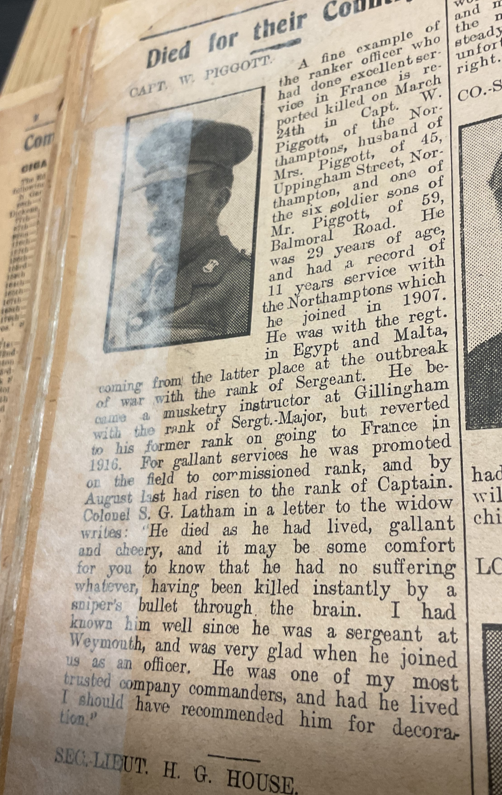 Died for their
CAPT. W. PIGGOTT.
A fine example of
the ranker officer who
had done excellent ser-
vice in France is re-
ported killed on March
24th in Capt. W.
Piggott, of the Nor-
thamptons, husband of
Mrs. Piggott, of 45,
Uppingham Street, Nor-
thampton, and one of
the six soldier sons of
Mr. Piggott, of 59,
Balmoral Road. He
was 29 years of age,
and had a record of
11 years service with
the Northamptons which
he joined in 1907.
He was with the regt.
in Egypt and Malta,
coming from the latter place at the outbreak
of war with the rank of Sergeant. He be-
came a musketry instructor at Gillingham
with the rank of Sergt.-Major, but reverted
to his former rank on going to France in
1916. For gallant services he was promoted
on the field to commissioned rank, and by
August last had risen to the rank of Captain.
Colonel S. G. Latham in a letter to the widow
writes: "He died as he had lived, gallant
and cheery, and it may be some comfort
for you to know that he had no suffering
whatever, having been killed instantly by a
sniper's bullet through the brain. I had
known him well since he was a sergeant at
Weymouth, and was very glad when he joined
us as an officer. He was one of my most
trusted company commanders, and had he lived
I should have recommended him for decora-
tion."
SEC.-LIEUT. H. G. HOUSE.
and
the
steady
unfor
right.
CO.-S
had
wil
chi
LO
Com